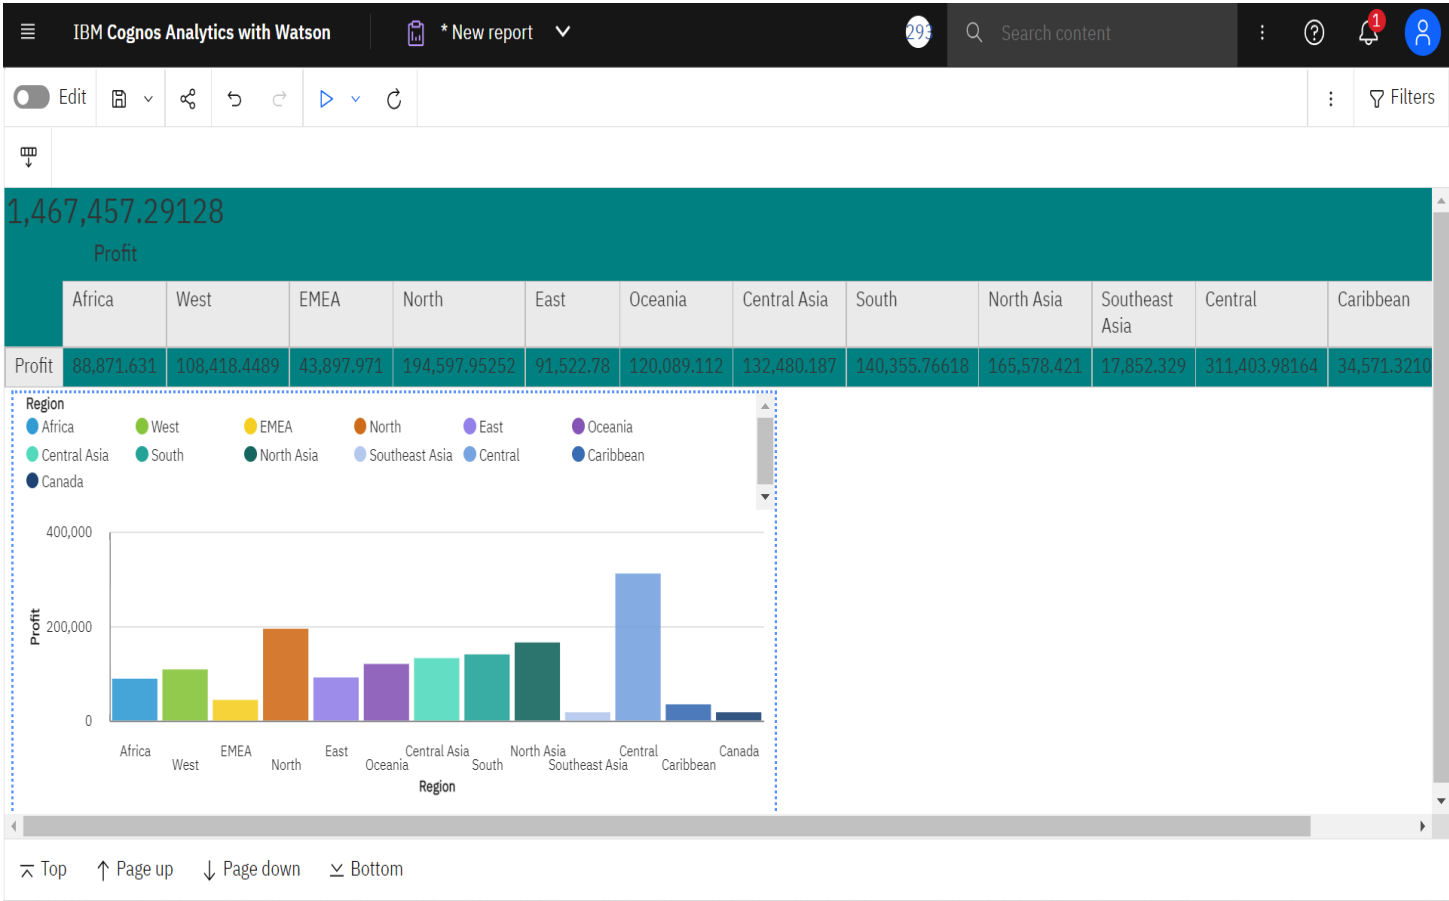 IBM Cognos Analytics with Watson
* New report
293
Search content
1
Edit
Filters
1,467,457.29128
Profit
Africa West EMEA North East Oceania Central Asia South North Asia Southeast Asia Central Caribbean
Profit 88,871.631 108,418.4489 43,897.971 194,597.95252 91,522.78 120,089.112 132,480.187 140,355.76618 165,578.421 17,852.329 311,403.98164 34,571.3210
Region
Africa West EMEA North East Oceania
Central Asia South North Asia Southeast Asia Central Caribbean
Canada
400,000
200,000
0
Profit
Africa EMEA East Central Asia North Asia Central Canada
West North Oceania South Southeast Asia Caribbean
Region
Top Page up Page down Bottom